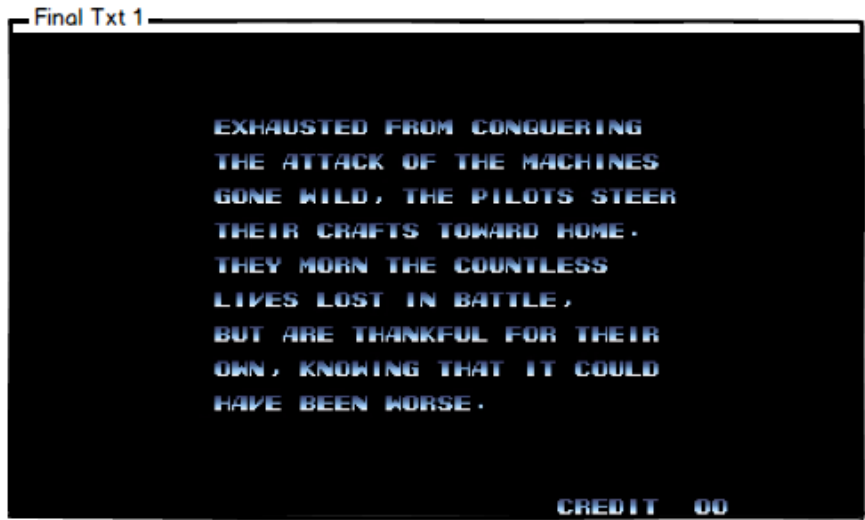 Final Txt 1
EXHAUSTED FROM CONQUERING
THE ATTACK OF THE MACHINES
GONE WILD, THE PILOTS STEER
THEIR CRAFTS TOWARD HOME.
THEY MORN THE COUNTLESS
LIVES LOST IN BATTLE,
BUT ARE THANKFUL FOR THEIR
OWN, KNOWING THAT IT COULD
HAVE BEEN WORSE.
CREDIT 00